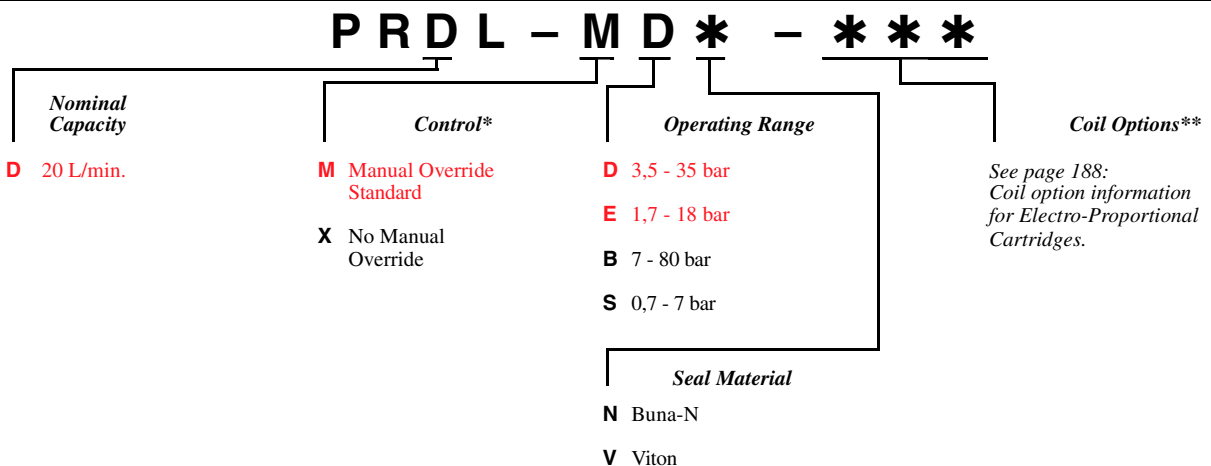 P R D L – M D * – * * *
Nominal
Capacity
D 20 L/min.
Control*
M Manual Override
Standard
X No Manual
Override
Operating Range
D 3,5 - 35 bar
E 1,7 - 18 bar
B 7 - 80 bar
S 0,7 - 7 bar
Seal Material
N Buna-N
V Viton
Coil Options**
See page 188:
Coil option information
for Electro-Proportional
Cartridges.